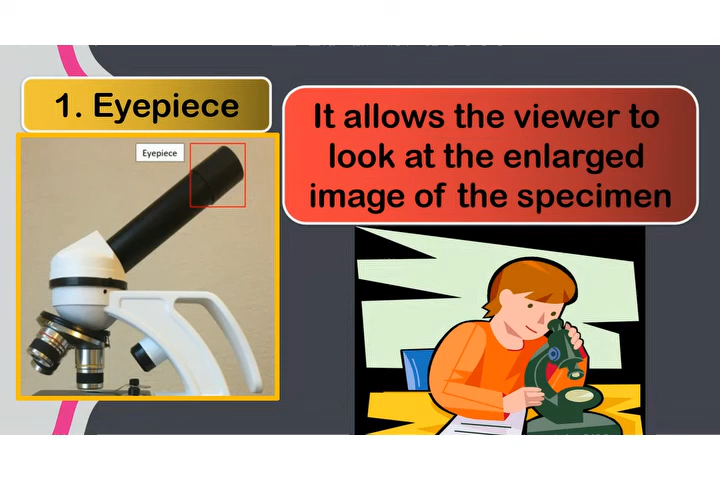 1. Eyepiece
It allows the viewer to
look at the enlarged
image of the specimen
Eyepiece